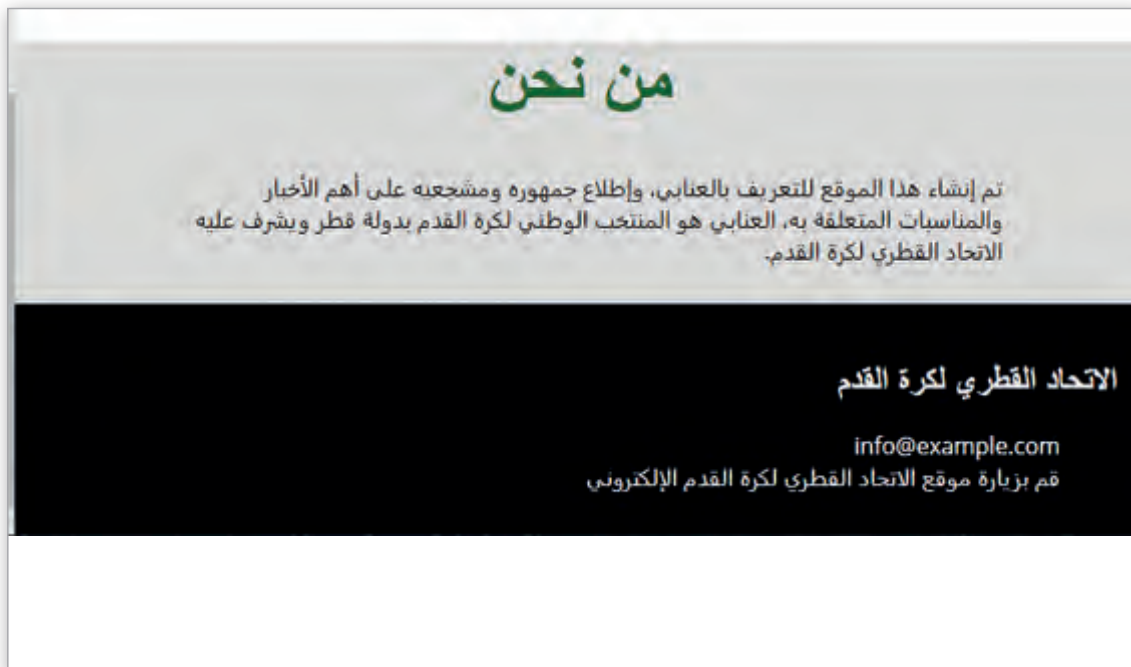 من نحن
تم إنشاء هذا الموقع للتعريف بالعنابي، وإطلاع جمهوره ومشجعيه على أهم الأخبار
والمناسبات المتعلقة به، العنابي هو المنتخب الوطني لكرة القدم بدولة قطر ويشرف عليه
الاتحاد القطري لكرة القدم.
الاتحاد القطري لكرة القدم
info@example.com
قم بزيارة موقع الاتحاد القطري لكرة القدم الإلكتروني